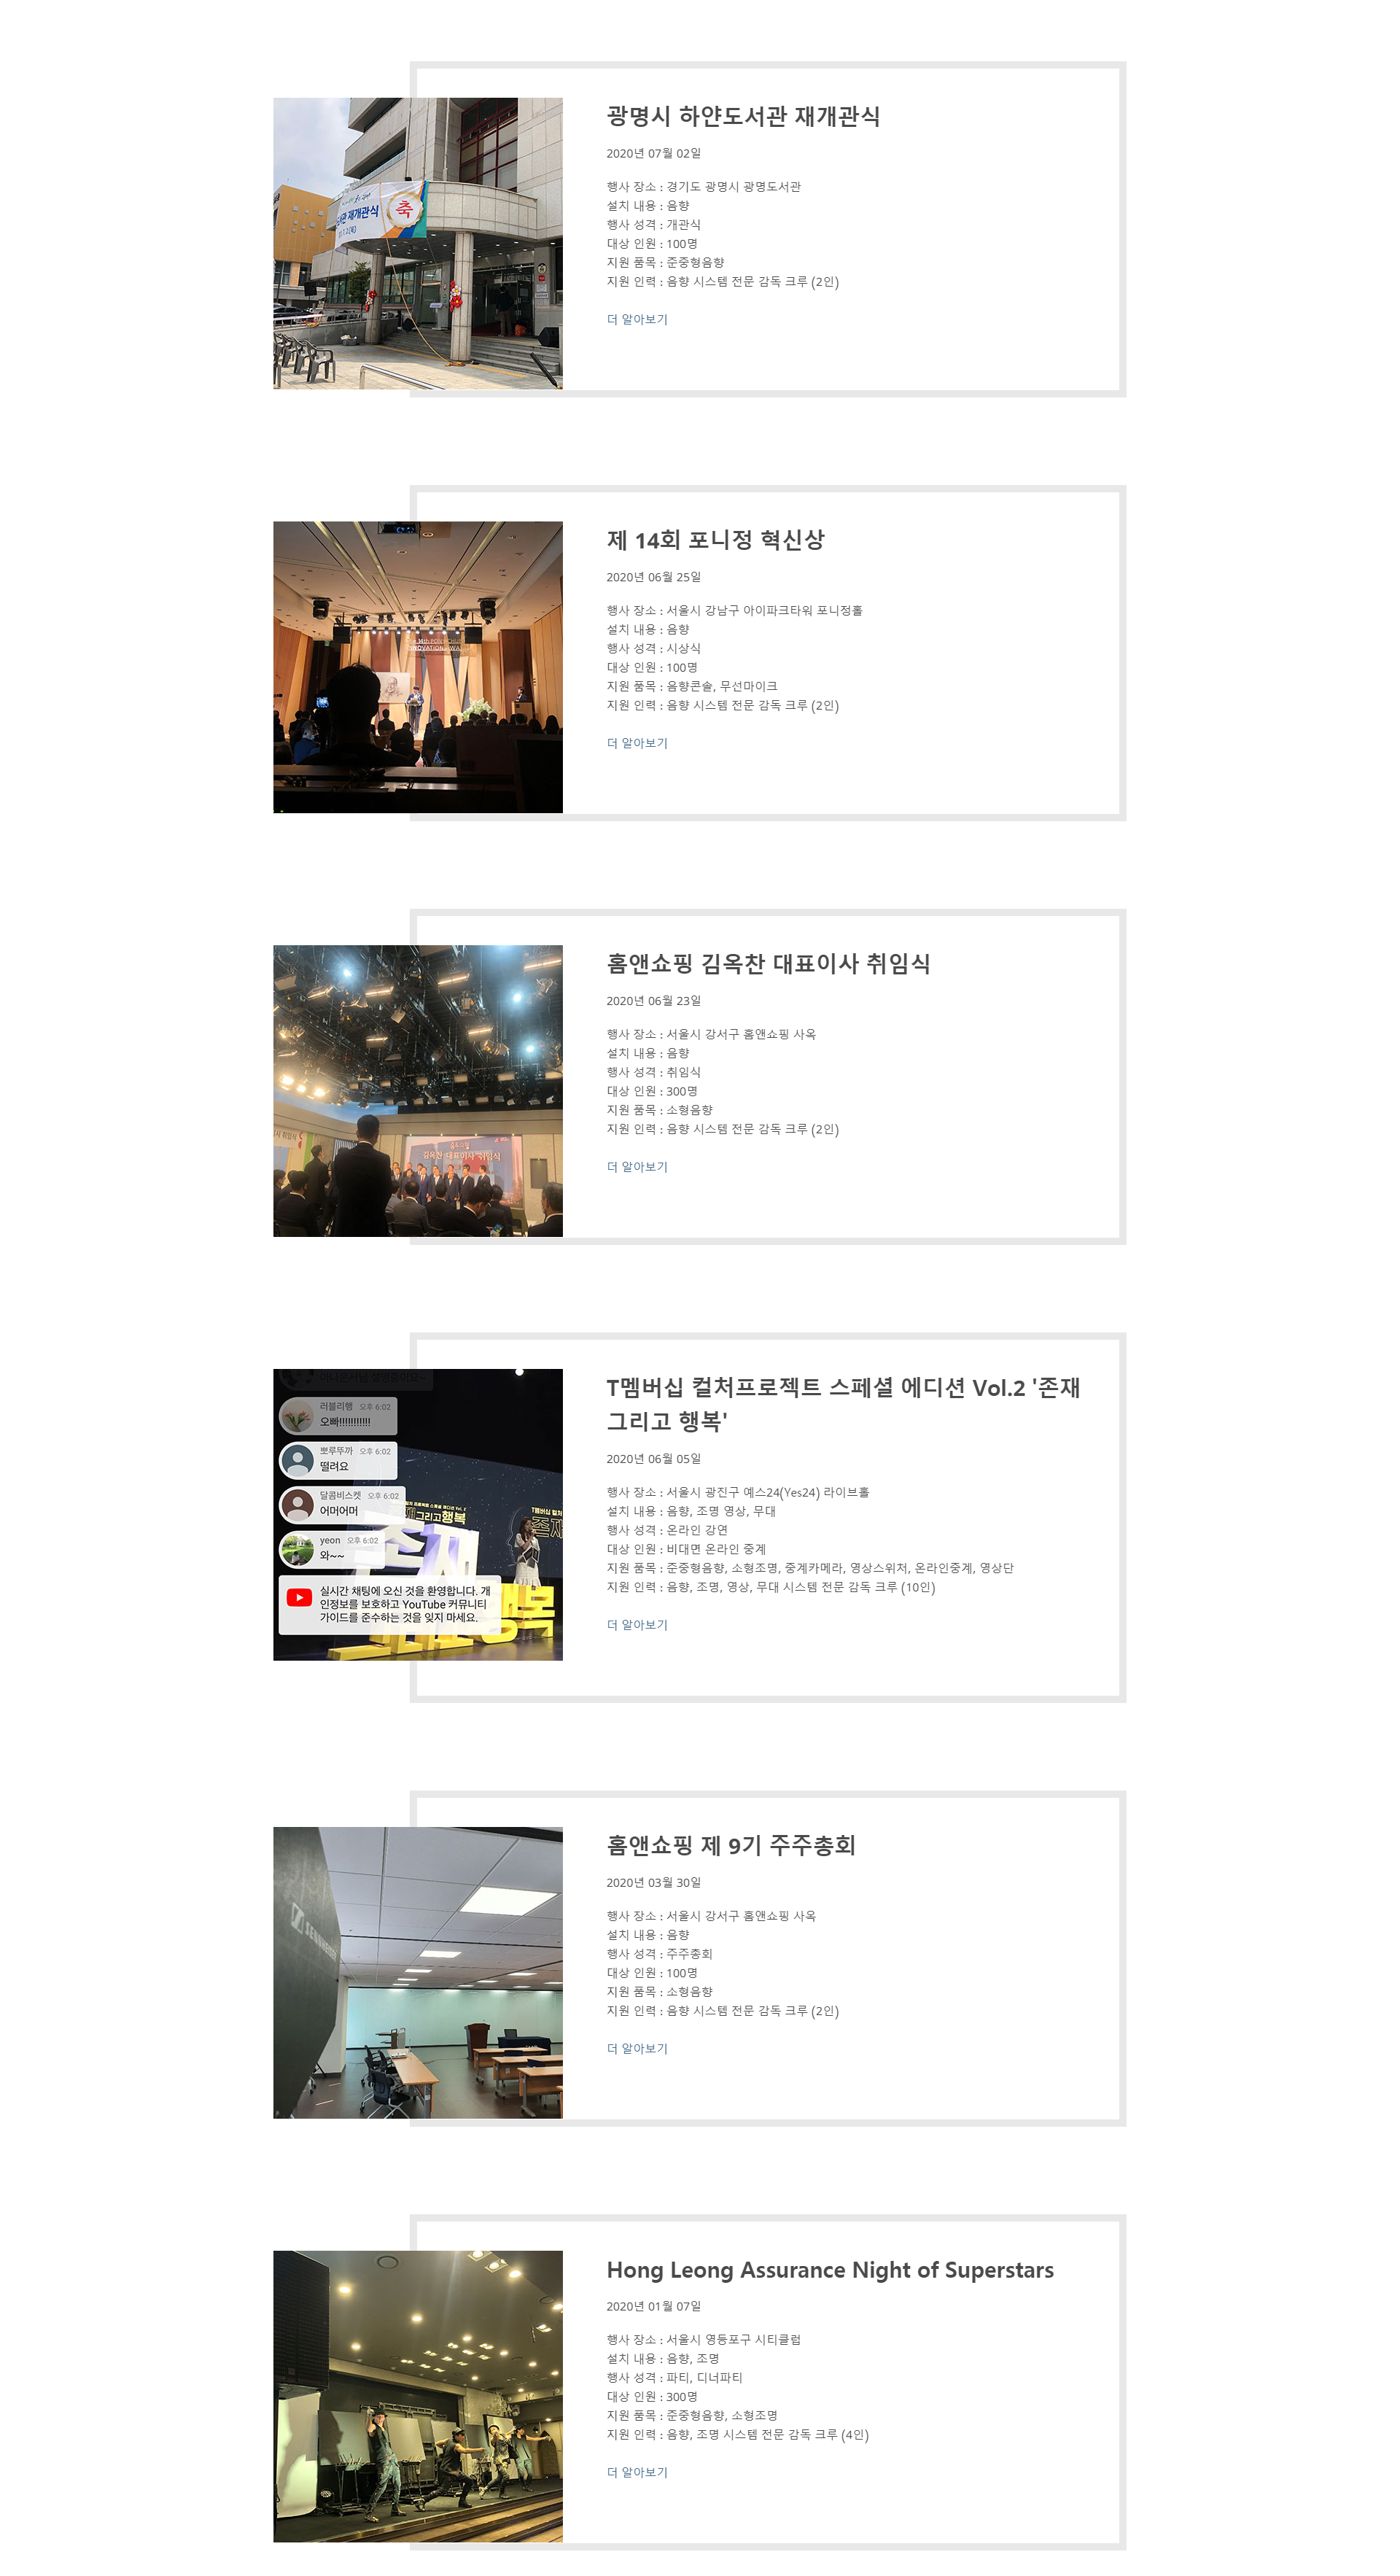 광명시 하얀도서관 재개관식
2020년 07월 02일
행사 장소 : 경기도 광명시 광명도서관
설치 내용 : 음향
행사 성격 : 개관식
대상 인원 : 100명
지원 품목 : 준중형음향
지원 인력 : 음향 시스템 전문 감독 크루 (2인)
더 알아보기
관 재개관식
축
제 14회 포니정 혁신상
2020년 06월 25일
행사 장소 : 서울시 강남구 아이파크타워 포니정홀
설치 내용 : 음향
행사 성격 : 시상식
대상 인원 : 100명
지원 품목 : 음향콘솔, 무선마이크
지원 인력 : 음향 시스템 전문 감독 크루 (2인)
더 알아보기
홈앤쇼핑 김옥찬 대표이사 취임식
2020년 06월 23일
행사 장소 : 서울시 강서구 홈앤쇼핑 사옥
설치 내용 : 음향
행사 성격 : 취임식
대상 인원 : 300명
지원 품목 : 소형음향
지원 인력 : 음향 시스템 전문 감독 크루 (2인)
더 알아보기
김옥찬 대표이사 취임식
T멤버십 컬처프로젝트 스페셜 에디션 Vol.2 '존재
그리고 행복'
2020년 06월 05일
행사 장소 : 서울시 광진구 예스24(Yes24) 라이브홀
설치 내용 : 음향, 조명 영상, 무대
행사 성격 : 온라인 강연
대상 인원 : 비대면 온라인 중계
지원 품목 : 준중형음향, 소형조명, 중계카메라, 영상스위처, 온라인중계, 영상단
지원 인력 : 음향, 조명, 영상, 무대 시스템 전문 감독 크루 (10인)
더 알아보기
러블리행 오후 6:02
오빠!!!!!!!!!!!
뽀루뚜까 오후 6:02
떨려요
달콤비스켓 오후 6:02
어머어머
yeon 오후 6:02
와~~
실시간 채팅에 오신 것을 환영합니다. 개
인정보를 보호하고 YouTube 커뮤니티
가이드를 준수하는 것을 잊지 마세요.
그리고행복
홈앤쇼핑 제 9기 주주총회
2020년 03월 30일
행사 장소 : 서울시 강서구 홈앤쇼핑 사옥
설치 내용 : 음향
행사 성격 : 주주총회
대상 인원 : 100명
지원 품목 : 소형음향
지원 인력 : 음향 시스템 전문 감독 크루 (2인)
더 알아보기
SENNHEISER
Hong Leong Assurance Night of Superstars
2020년 01월 07일
행사 장소 : 서울시 영등포구 시티클럽
설치 내용 : 음향, 조명
행사 성격 : 파티, 디너파티
대상 인원 : 300명
지원 품목 : 준중형음향, 소형조명
지원 인력 : 음향, 조명 시스템 전문 감독 크루 (4인)
더 알아보기